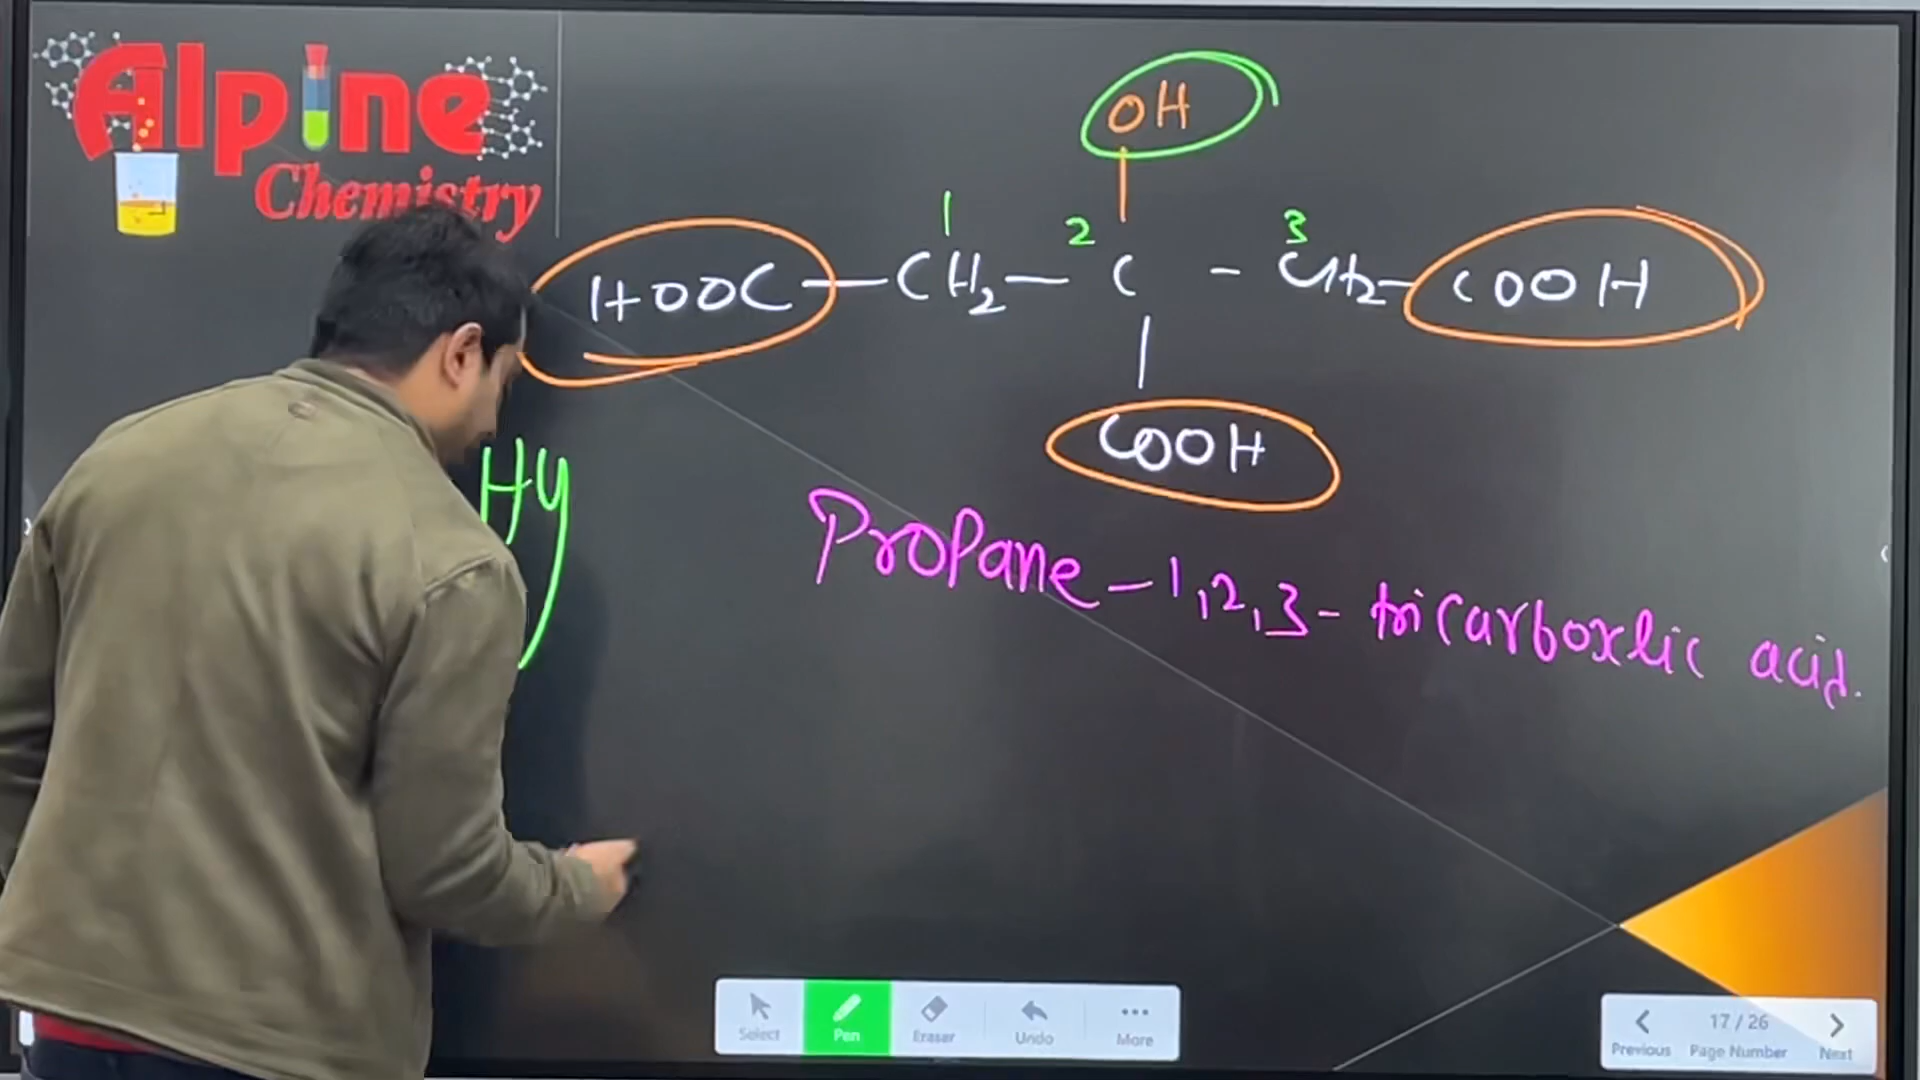 Alpine
Chemistry
OH
1 2 3
HOOC-CH2-C-CH2-COOH
COOH
Hy
Propane-1,2,3-tricarboxlic acid.
Select Pen Eraser Undo More
17 / 26
Previous Page Number Next